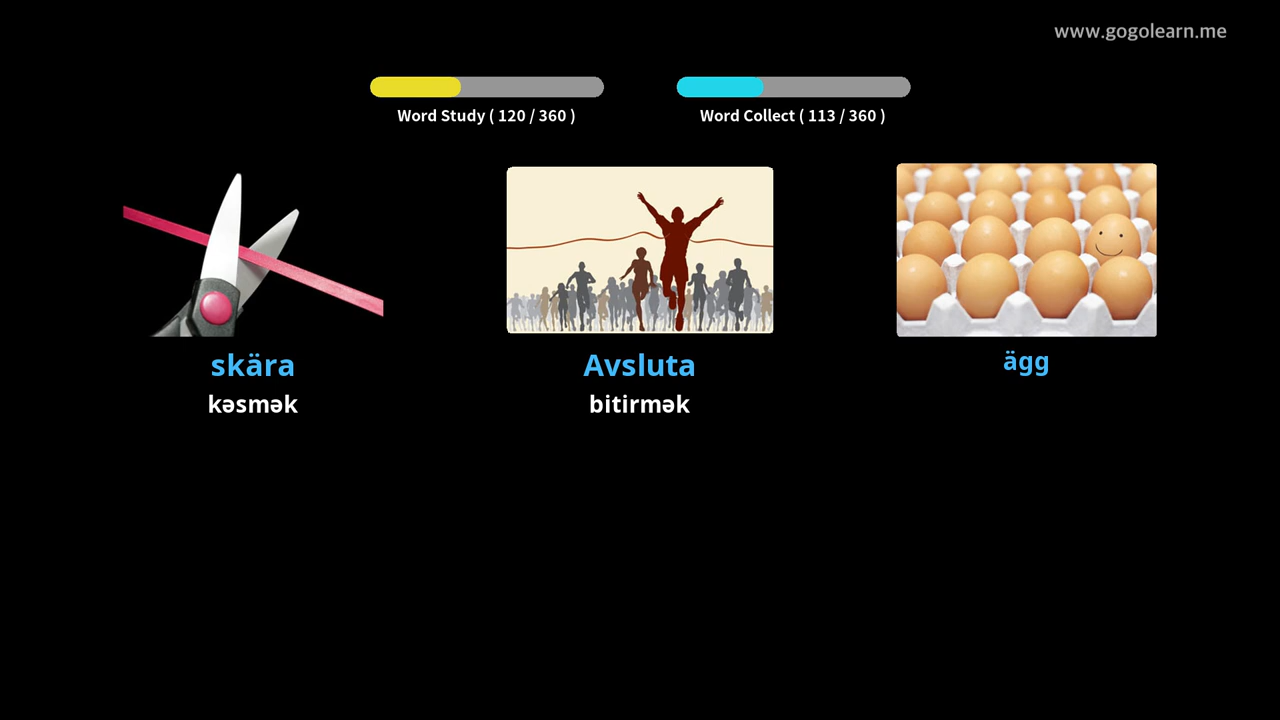 www.gogolearn.me
Word Study ( 120 / 360 )
Word Collect ( 113 / 360 )
skära
kəsmək
Avsluta
bitirmək
ägg